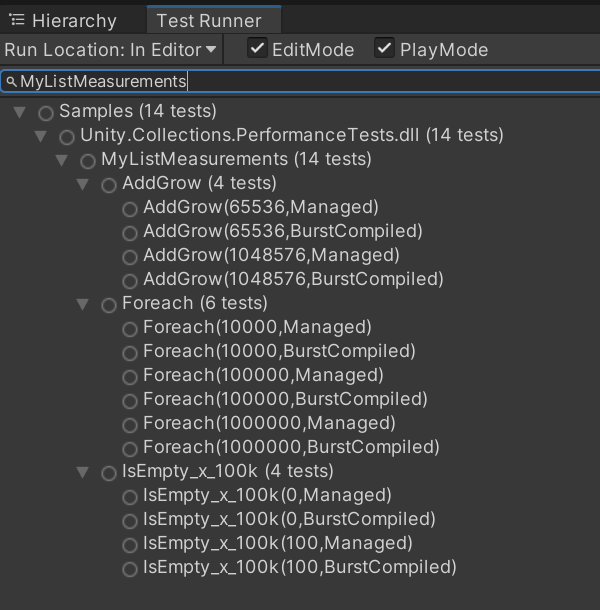 Hierarchy Test Runner
Run Location: In Editor EditMode PlayMode
MyListMeasurements
Samples (14 tests)
Unity.Collections.PerformanceTests.dll (14 tests)
MyListMeasurements (14 tests)
AddGrow (4 tests)
AddGrow(65536,Managed)
AddGrow(65536,BurstCompiled)
AddGrow(1048576,Managed)
AddGrow(1048576,BurstCompiled)
Foreach (6 tests)
Foreach(10000,Managed)
Foreach(10000,BurstCompiled)
Foreach(100000,Managed)
Foreach(100000,BurstCompiled)
Foreach(1000000,Managed)
Foreach(1000000,BurstCompiled)
IsEmpty_x_100k (4 tests)
IsEmpty_x_100k(0,Managed)
IsEmpty_x_100k(0,BurstCompiled)
IsEmpty_x_100k(100,Managed)
IsEmpty_x_100k(100,BurstCompiled)